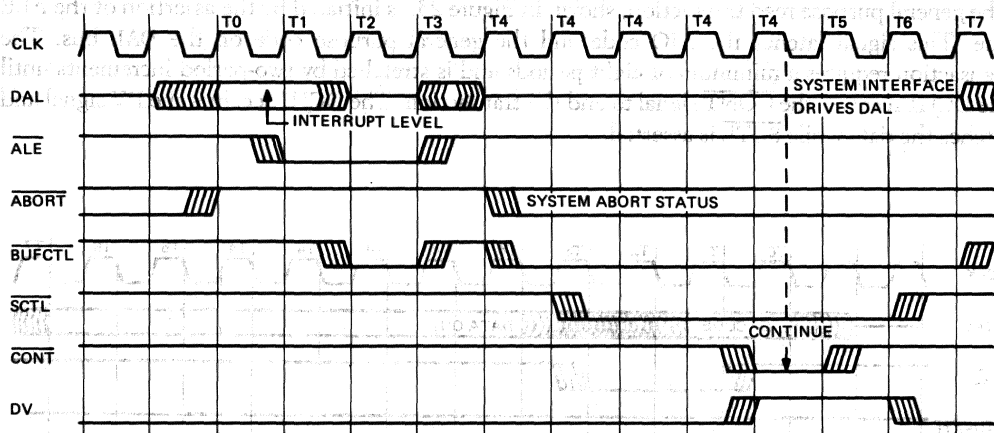 T0 T1 T2 T3 T4 T4 T4 T4 T4 T5 T6 T7
CLK
DAL
SYSTEM INTERFACE
DRIVES DAL
INTERRUPT LEVEL
ALE
ABORT
SYSTEM ABORT STATUS
BUFCTL
SCTL
CONTINUE
CONT
DV